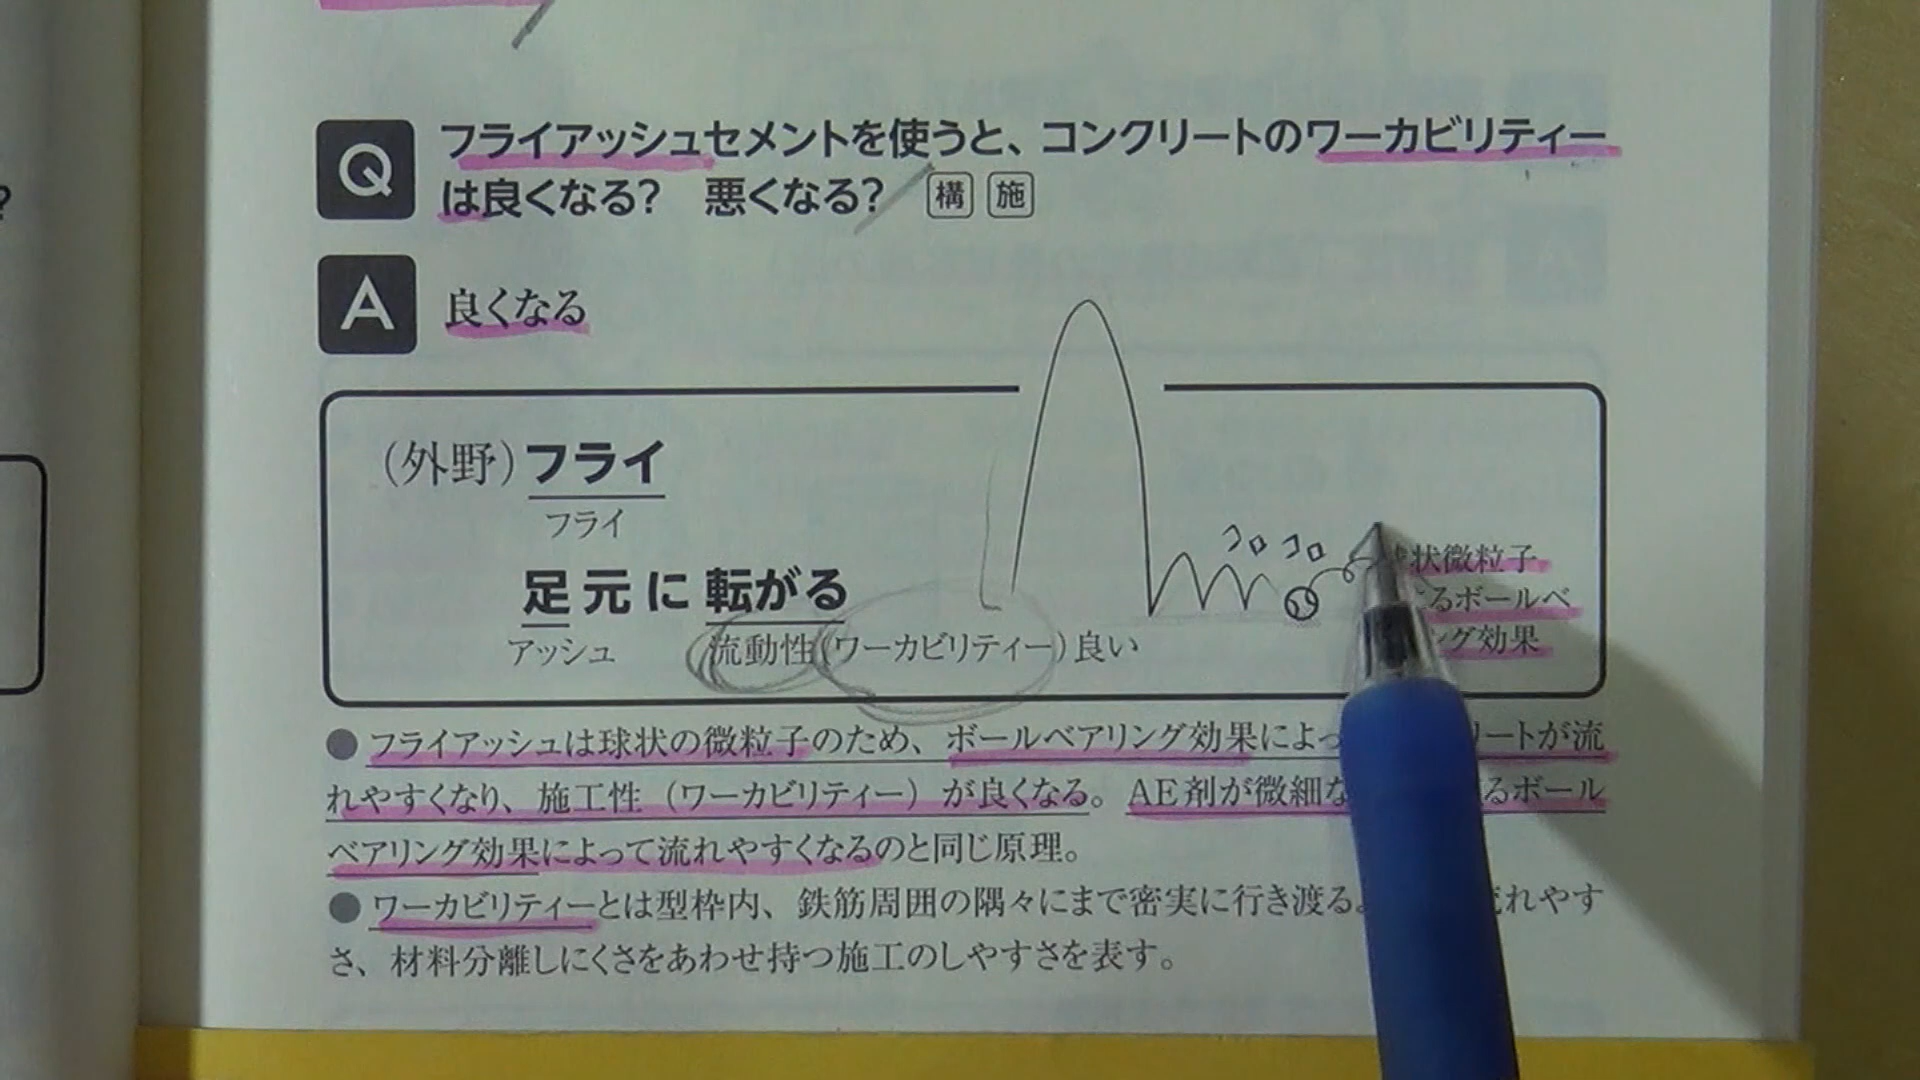 ?
Q フライアッシュセメントを使うと、コンクリートのワーカビリティー
は良くなる? 悪くなる? 構 施
A 良くなる
(外野)フライ
フライ
足元に転がる
アッシュ 流動性(ワーカビリティー)良い
コロ コロ
状微粒子
るボールベ
ング効果
●フライアッシュは球状の微粒子のため、ボールベアリング効果によっ リートが流
れやすくなり、施工性(ワーカビリティー)が良くなる。AE剤が微細な るボール
ベアリング効果によって流れやすくなるのと同じ原理。
●ワーカビリティーとは型枠内、鉄筋周囲の隅々にまで密実に行き渡る れやす
さ、材料分離しにくさをあわせ持つ施工のしやすさを表す。